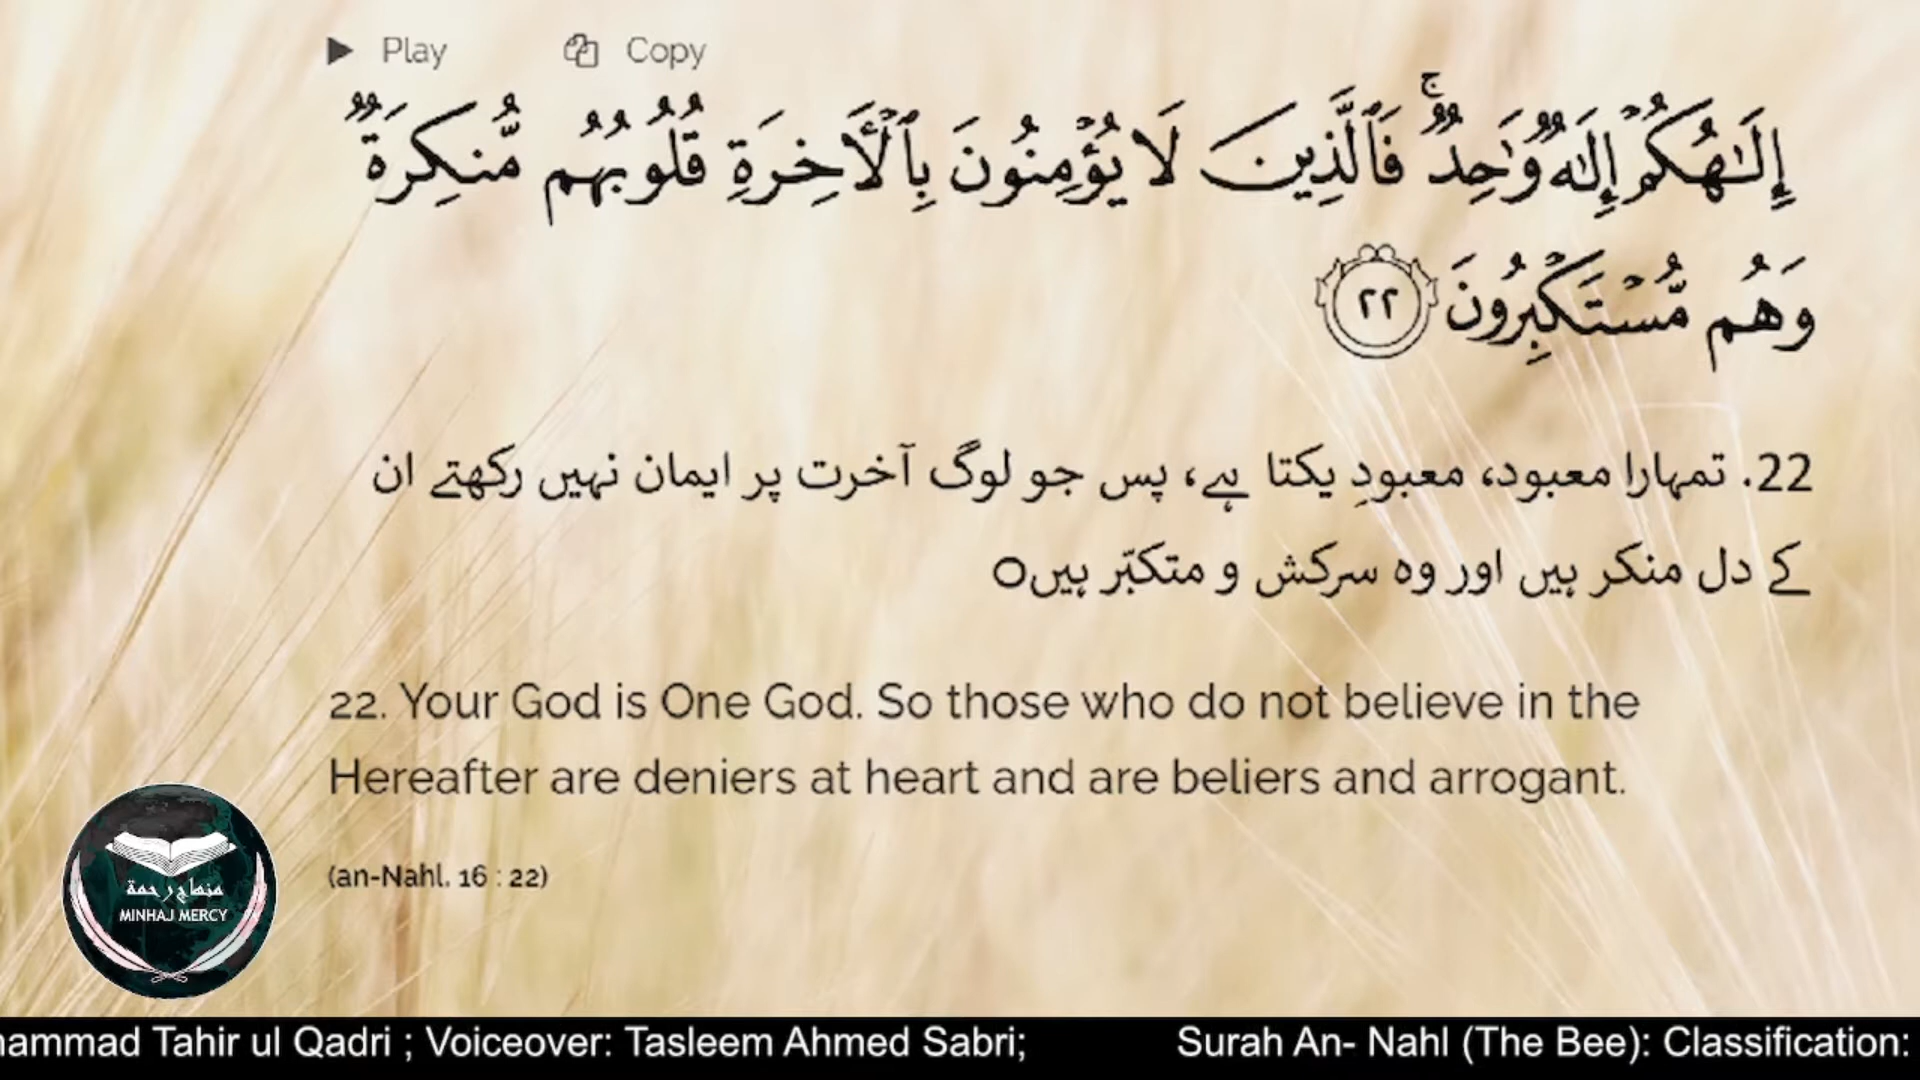 Play Copy
إِلَـٰهُكُمْ إِلَـٰهٌ وَٰحِدٌ ۚ فَٱلَّذِينَ لَا يُؤْمِنُونَ بِٱلْـَٔاخِرَةِ قُلُوبُهُم مُّنكِرَةٌ
وَهُم مُّسْتَكْبِرُونَ ٢٢
22. تمہارا معبود، معبودِ یکتا ہے، پس جو لوگ آخرت پر ایمان نہیں رکھتے ان
کے دل منکر ہیں اور وہ سرکش و متکبّر ہیںo
22. Your God is One God. So those who do not believe in the
Hereafter are deniers at heart and are beliers and arrogant.
(an-Nahl, 16 : 22)
منهاج رحمة
MINHAJ MERCY
ammad Tahir ul Qadri ; Voiceover: Tasleem Ahmed Sabri; Surah An- Nahl (The Bee): Classification: